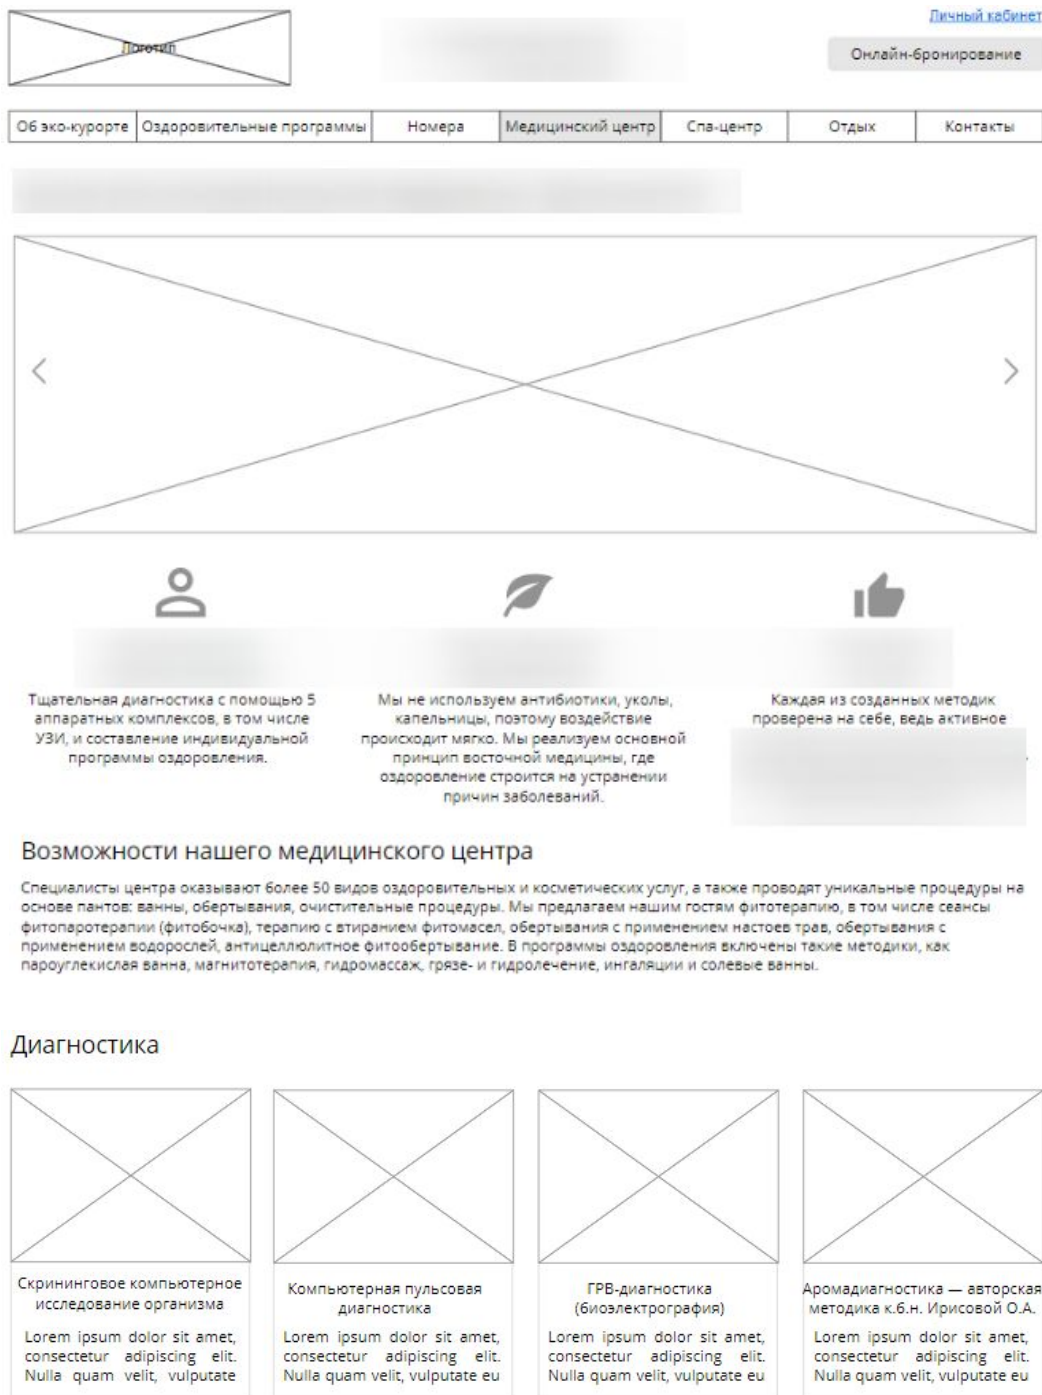 Логотип
Личный кабинет
Онлайн-бронирование
Об эко-курорте Оздоровительные программы Номера Медицинский центр Спа-центр Отдых Контакты
Тщательная диагностика с помощью 5
аппаратных комплексов, в том числе
УЗИ, и составление индивидуальной
программы оздоровления.
Мы не используем антибиотики, уколы,
капельницы, поэтому воздействие
происходит мягко. Мы реализуем основной
принцип восточной медицины, где
оздоровление строится на устранении
причин заболеваний.
Каждая из созданных методик
проверена на себе, ведь активное
Возможности нашего медицинского центра
Специалисты центра оказывают более 50 видов оздоровительных и косметических услуг, а также проводят уникальные процедуры на
основе пантов: ванны, обертывания, очистительные процедуры. Мы предлагаем нашим гостям фитотерапию, в том числе сеансы
фитопаротерапии (фитобочка), терапию с втиранием фитомасел, обертывания с применением настоев трав, обертывания с
применением водорослей, антицеллюлитное фитообертывание. В программы оздоровления включены такие методики, как
пароуглекислая ванна, магнитотерапия, гидромассаж, грязе- и гидролечение, ингаляции и солевые ванны.
Диагностика
Скрининговое компьютерное
исследование организма
Lorem ipsum dolor sit amet,
consectetur adipiscing elit.
Nulla quam velit, vulputate
Компьютерная пульсовая
диагностика
Lorem ipsum dolor sit amet,
consectetur adipiscing elit.
Nulla quam velit, vulputate eu
ГРВ-диагностика
(биоэлектрография)
Lorem ipsum dolor sit amet,
consectetur adipiscing elit.
Nulla quam velit, vulputate eu
Аромадиагностика — авторская
методика к.б.н. Ирисовой О.А.
Lorem ipsum dolor sit amet,
consectetur adipiscing elit.
Nulla quam velit, vulputate eu